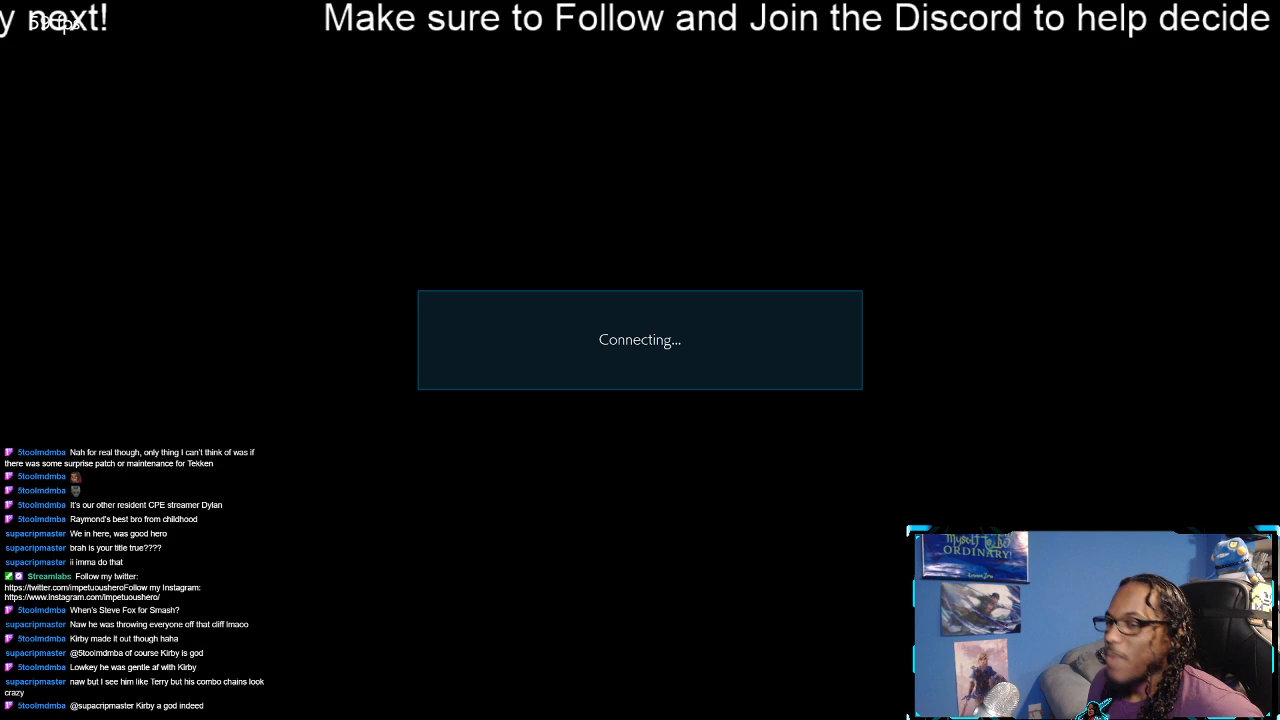 y next! Make sure to Follow and Join the Discord to help decide
59 fps
Connecting...
5toolmdmba Nah for real though, only thing I can't think of was if
there was some surprise patch or maintenance for Tekken
5toolmdmba
5toolmdmba
5toolmdmba It's our other resident CPE streamer Dylan
5toolmdmba Raymond's best bro from childhood
supacripmaster We in here, was good hero
supacripmaster brah is your title true????
supacripmaster ii imma do that
Streamlabs Follow my twitter:
https://twitter.com/impetuousheroFollow my Instagram:
https://www.instagram.com/impetuoushero/
5toolmdmba When's Steve Fox for Smash?
supacripmaster Naw he was throwing everyone off that cliff lmaoo
5toolmdmba Kirby made it out though haha
supacripmaster @5toolmdmba of course Kirby is god
5toolmdmba Lowkey he was gentle af with Kirby
supacripmaster naw but I see him like Terry but his combo chains look
crazy
5toolmdmba @supacripmaster Kirby a god indeed
Myself to be
ORDINARY!